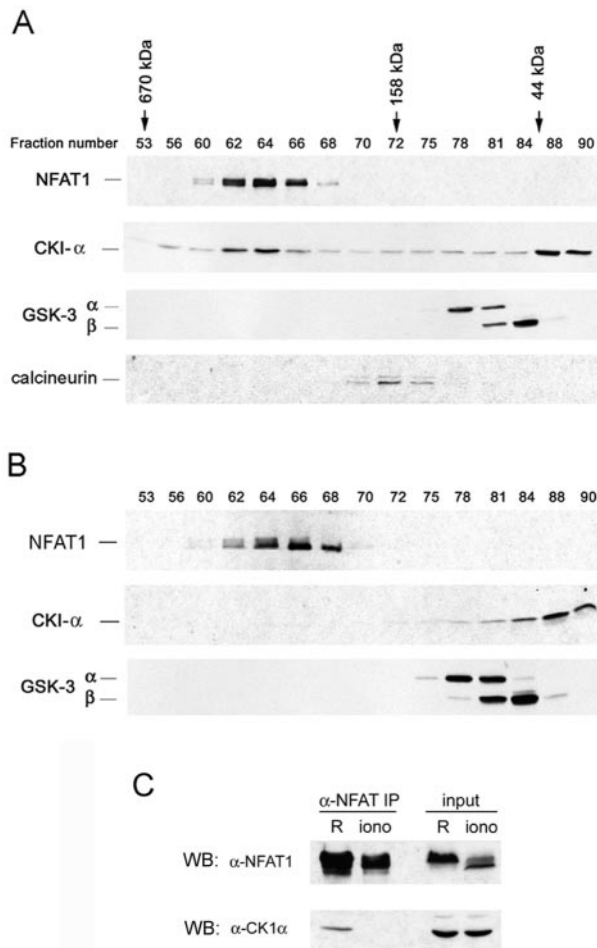 A
670 kDa
158 kDa
44 kDa
Fraction number 53 56 60 62 64 66 68 70 72 75 78 81 84 88 90
NFAT1
CKI-α
GSK-3 α β
calcineurin
B
53 56 60 62 64 66 68 70 72 75 78 81 84 88 90
NFAT1
CKI-α
GSK-3 α β
C
α-NFAT IP input
R iono R iono
WB: α-NFAT1
WB: α-CK1α